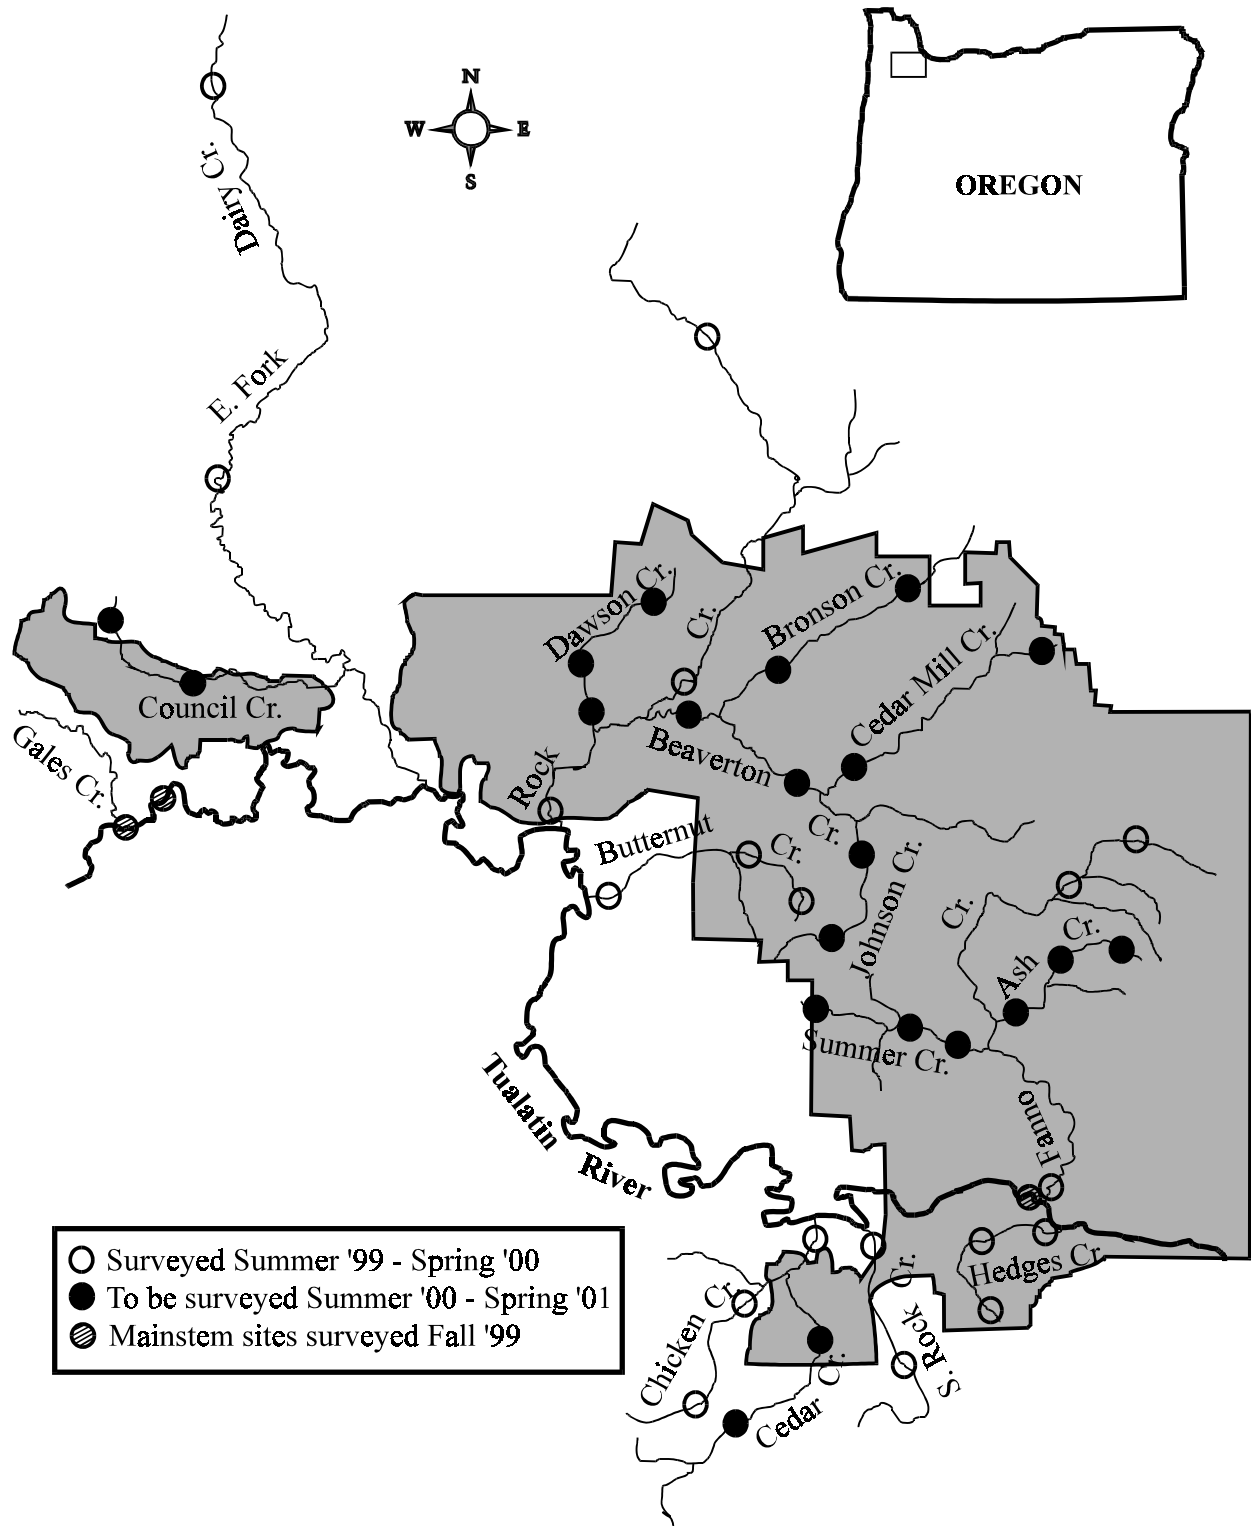 N
W E
S
OREGON
Dairy Cr.
E. Fork
Dawson Cr.
Cr.
Bronson Cr.
Cedar Mill Cr.
Council Cr.
Gales Cr.
Rock
Beaverton
Cr.
Butternut
Cr.
Johnson Cr.
Cr.
Cr.
Ash
Summer Cr.
Tualatin
River
Fanno
Hedges Cr.
Cr.
S. Rock
Chicken Cr.
Cedar Cr.
Surveyed Summer '99 - Spring '00
To be surveyed Summer '00 - Spring '01
Mainstem sites surveyed Fall '99